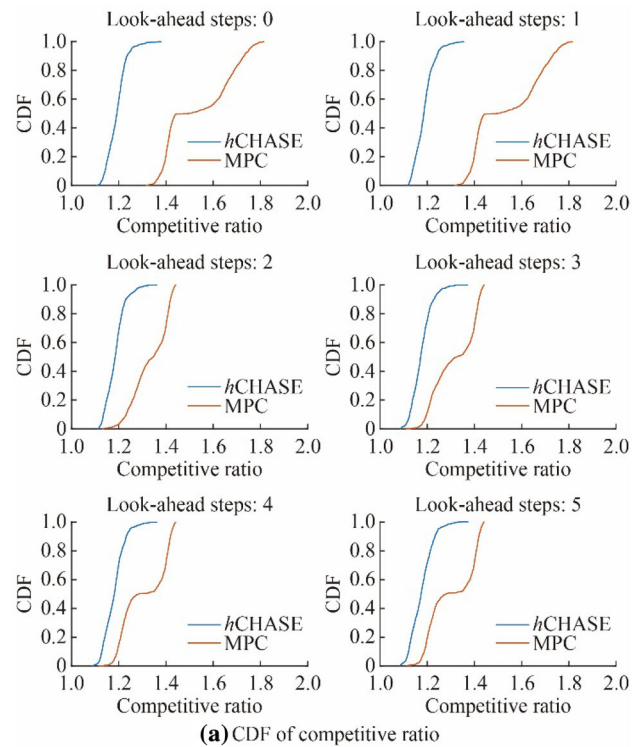 Look-ahead steps: 0
1.0
0.8
0.6
0.4
0.2
0
CDF
hCHASE
MPC
1.0 1.2 1.4 1.6 1.8 2.0
Competitive ratio
Look-ahead steps: 1
1.0
0.8
0.6
0.4
0.2
0
CDF
hCHASE
MPC
1.0 1.2 1.4 1.6 1.8 2.0
Competitive ratio
Look-ahead steps: 2
1.0
0.8
0.6
0.4
0.2
0
CDF
hCHASE
MPC
1.0 1.2 1.4 1.6 1.8 2.0
Competitive ratio
Look-ahead steps: 3
1.0
0.8
0.6
0.4
0.2
0
CDF
hCHASE
MPC
1.0 1.2 1.4 1.6 1.8 2.0
Competitive ratio
Look-ahead steps: 4
1.0
0.8
0.6
0.4
0.2
0
CDF
hCHASE
MPC
1.0 1.2 1.4 1.6 1.8 2.0
Competitive ratio
Look-ahead steps: 5
1.0
0.8
0.6
0.4
0.2
0
CDF
hCHASE
MPC
1.0 1.2 1.4 1.6 1.8 2.0
Competitive ratio
(a) CDF of competitive ratio